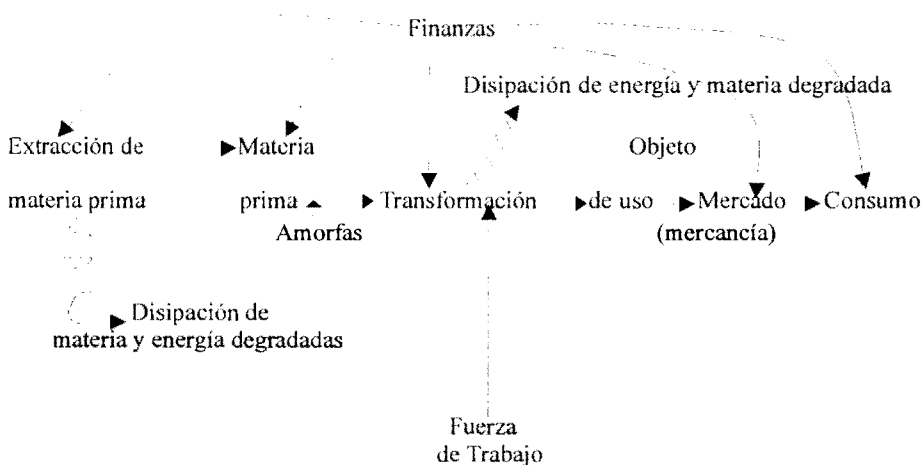 Finanzas
Disipación de energía y materia degradada
Extracción de Materia Objeto
materia prima prima Transformación de uso Mercado Consumo
Amorfas (mercancía)
Disipación de
materia y energía degradadas
Fuerza
de Trabajo